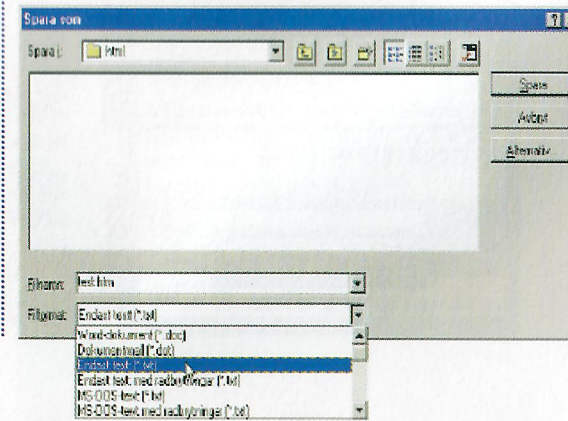 Spara som
Spara i: html
Spara
Avbryt
Alternativ...
Filnamn: test.htm
Filformat: Endast text (*.txt)
Word-dokument (*.doc)
Dokumentmall (*.dot)
Endast text (*.txt)
Endast text med radbrytningar (*.txt)
MS-DOS-text (*.txt)
MS-DOS-text med radbrytningar (*.txt)